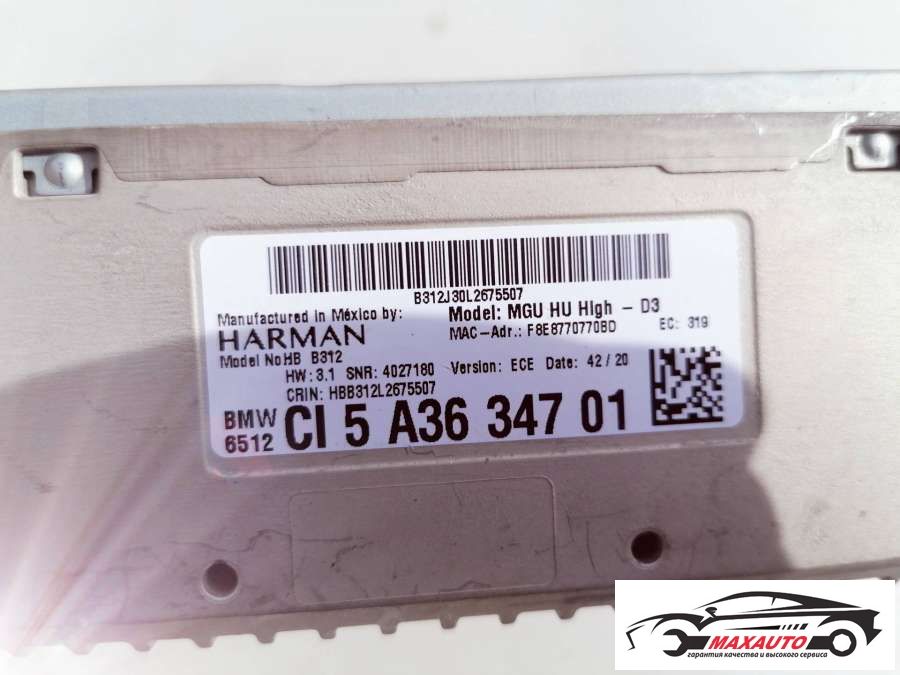 B312J30L2675507
Manufactured in México by:
Model: MGU HU High - D3
HARMAN
MAC-Adr.: F8E87707708D
EC: 319
Model No HB B312
HW: 3.1 SNR: 4027180 Version: ECE Date: 42/20
CRIN: HBB312L2675507
BMW 6512 CI 5 A36 347 01
MAXAUTO
гарантия качества и высокого сервиса